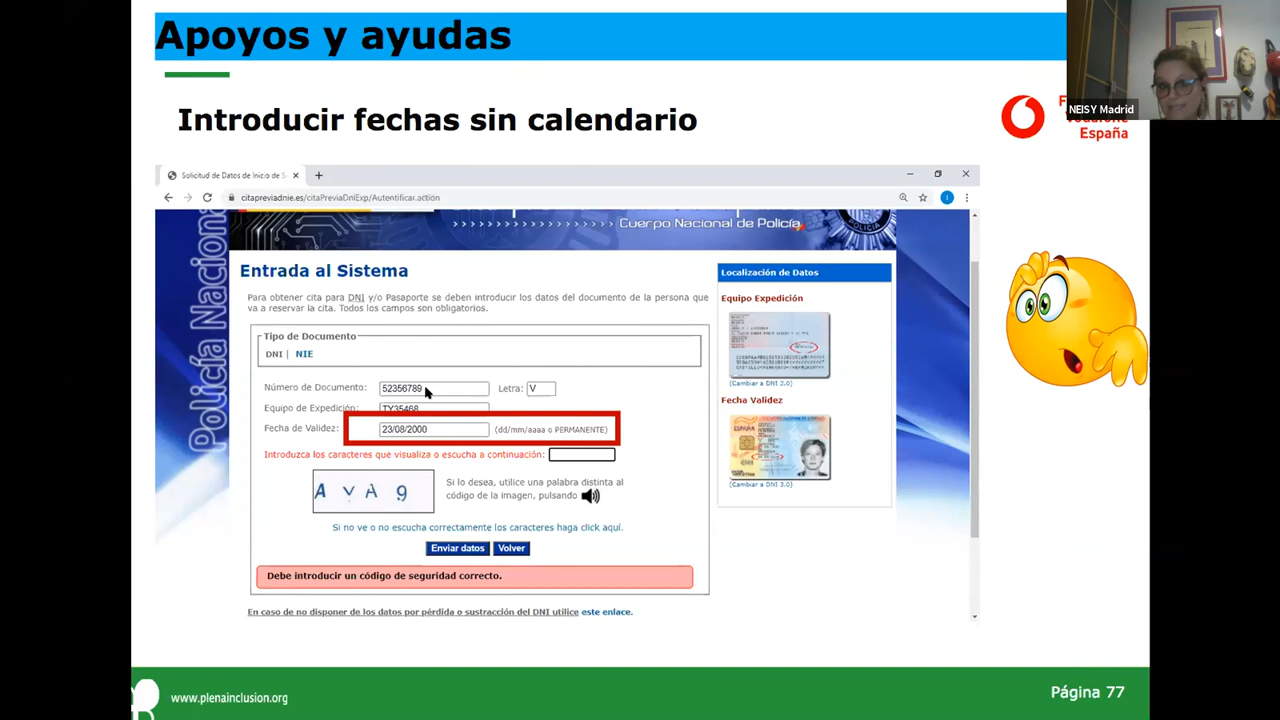 Apoyos y ayudas
NEISY Madrid
España
Introducir fechas sin calendario
Solicitud de Datos de Inicio de S
citapreviadnie.es/citaPreviaDniExp/Autentificar.action
Cuerpo Nacional de Policía
POLICÍA
Policía Nacional
Entrada al Sistema
Para obtener cita para DNI y/o Pasaporte se deben introducir los datos del documento de la persona que
va a reservar la cita. Todos los campos son obligatorios.
Tipo de Documento
DNI | NIE
Número de Documento: 52356789 Letra: V
Equipo de Expedición: TY35468
Fecha de Validez: 23/08/2000 (dd/mm/aaaa o PERMANENTE)
Introduzca los caracteres que visualiza o escucha a continuación:
A V A 9
Si lo desea, utilice una palabra distinta al
código de la imagen, pulsando
Si no ve o no escucha correctamente los caracteres haga click aquí.
Enviar datos Volver
Debe introducir un código de seguridad correcto.
En caso de no disponer de los datos por pérdida o sustracción del DNI utilice este enlace.
Localización de Datos
Equipo Expedición
(Cambiar a DNI 2.0)
Fecha Validez
ESPAÑA
(Cambiar a DNI 3.0)
www.plenainclusion.org
Página 77